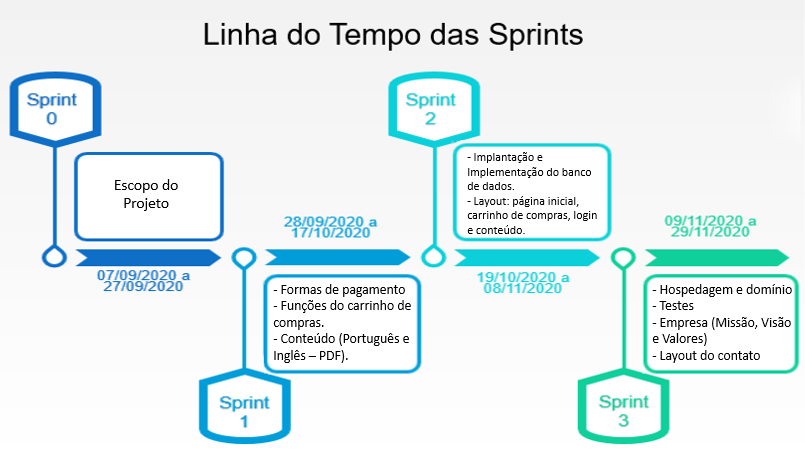 Linha do Tempo das Sprints
Sprint
0
Escopo do
Projeto
07/09/2020 a
27/09/2020
28/09/2020 a
17/10/2020
- Formas de pagamento
- Funções do carrinho de
compras.
- Conteúdo (Português e
Inglês – PDF).
Sprint
1
Sprint
2
- Implantação e
Implementação do banco
de dados.
- Layout: página inicial,
carrinho de compras, login
e conteúdo.
19/10/2020 a
08/11/2020
09/11/2020 a
29/11/2020
- Hospedagem e domínio
- Testes
- Empresa (Missão, Visão
e Valores)
- Layout do contato
Sprint
3